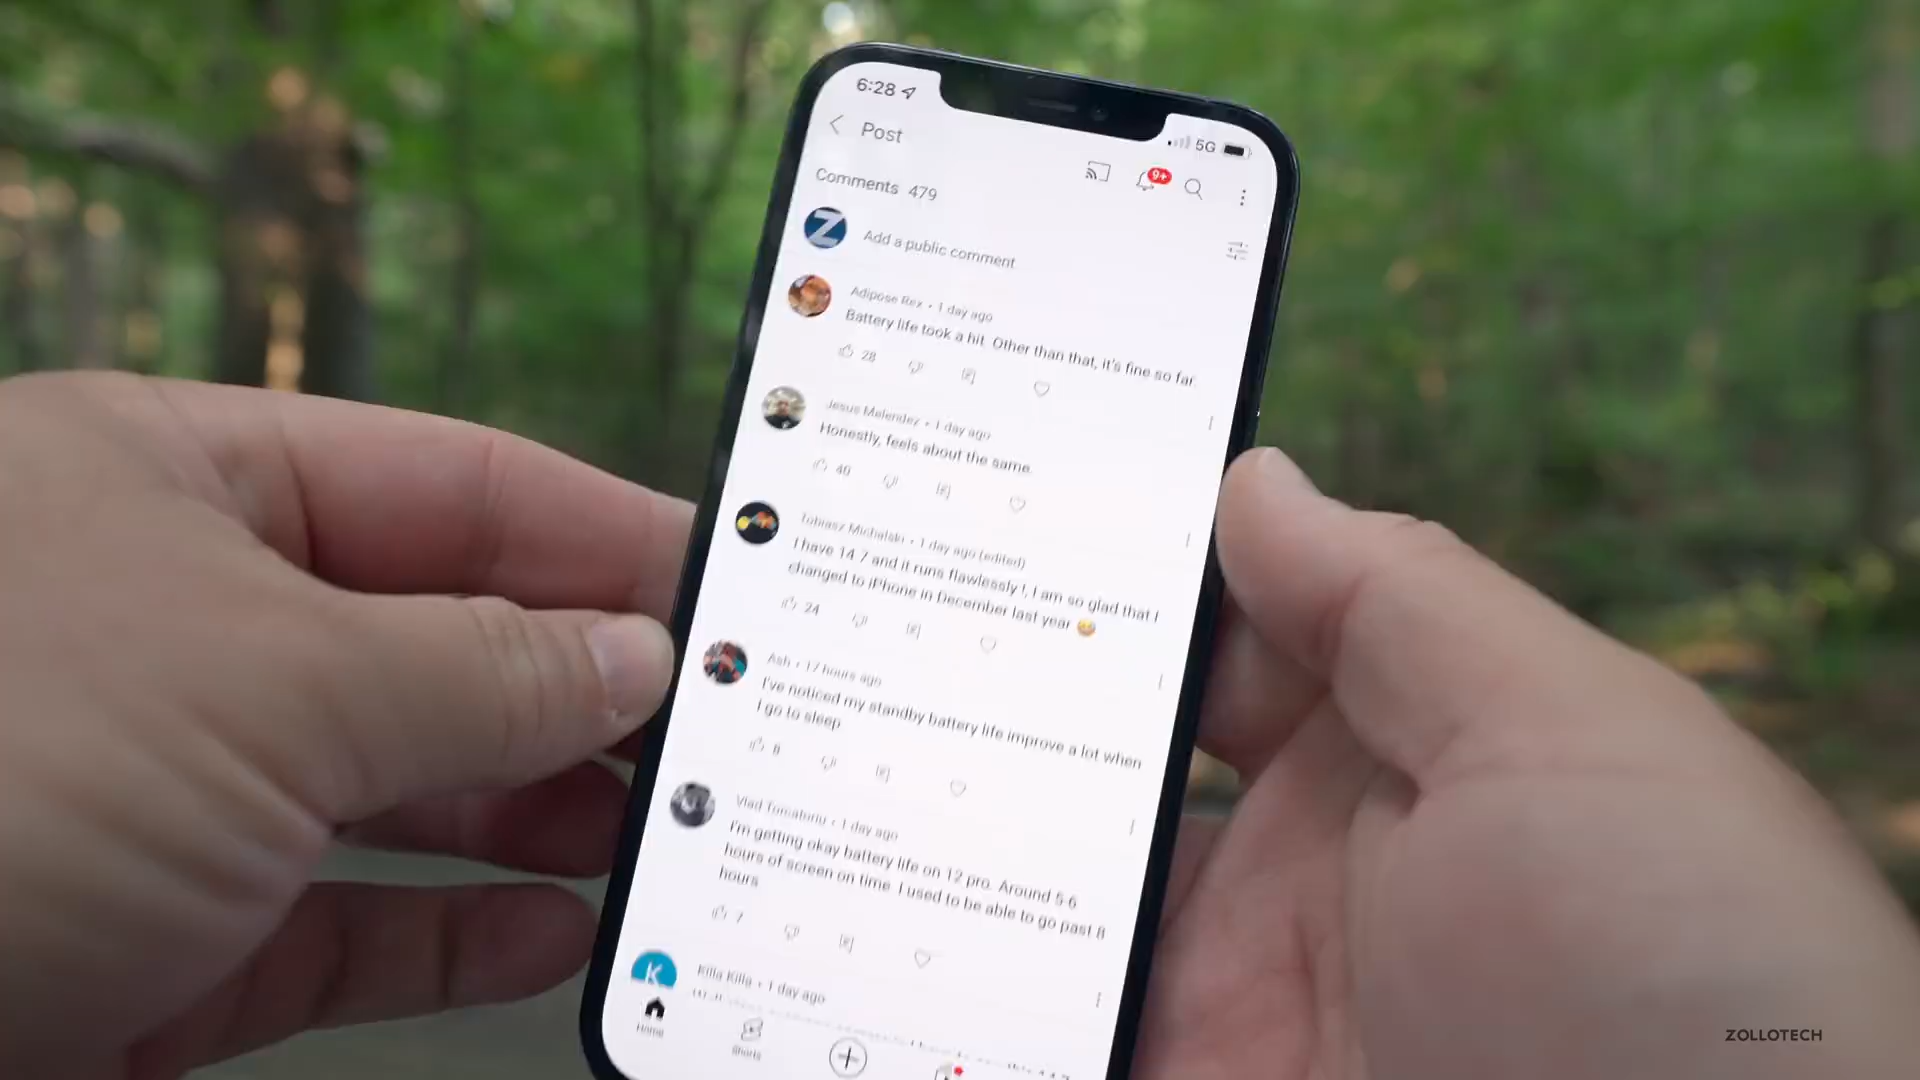 6:28
5G
Post
9+
Comments 479
Z
Add a public comment
Adipose Rex • 1 day ago
Battery life took a hit. Other than that, it's fine so far.
28
Jesus Melendez • 1 day ago
Honestly, feels about the same.
40
Tobiasz Michalski • 1 day ago (edited)
I have 14.7 and it runs flawlessly !, I am so glad that I
changed to iPhone in December last year 😁
24
Ash • 17 hours ago
I've noticed my standby battery life improve a lot when
I go to sleep
8
Vlad • 1 day ago
I'm getting okay battery life on 12 pro. Around 5-6
hours of screen on time. I used to be able to go past 8
hours
7
K
Killa Killa • 1 day ago
Home
Shorts
ZOLLOTECH